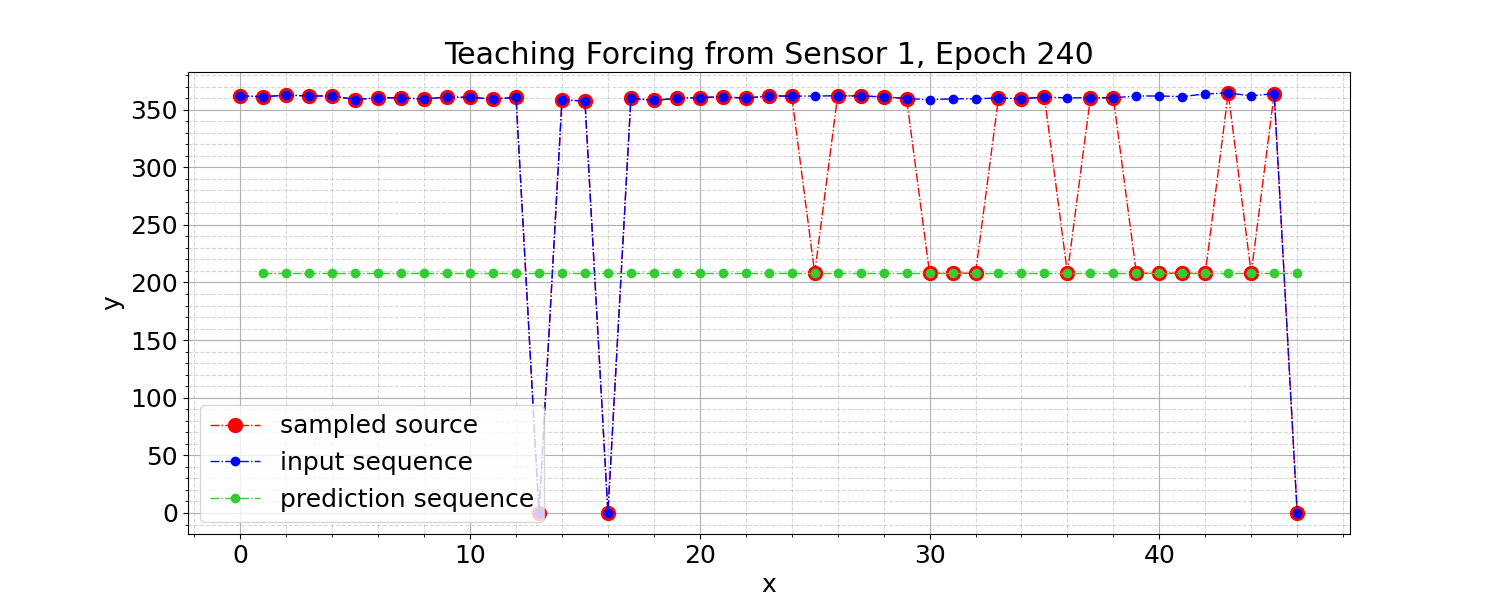 Teaching Forcing from Sensor 1, Epoch 240
350
300
250
200
150
100
50
0
y
sampled source
input sequence
prediction sequence
0 10 20 30 40
x